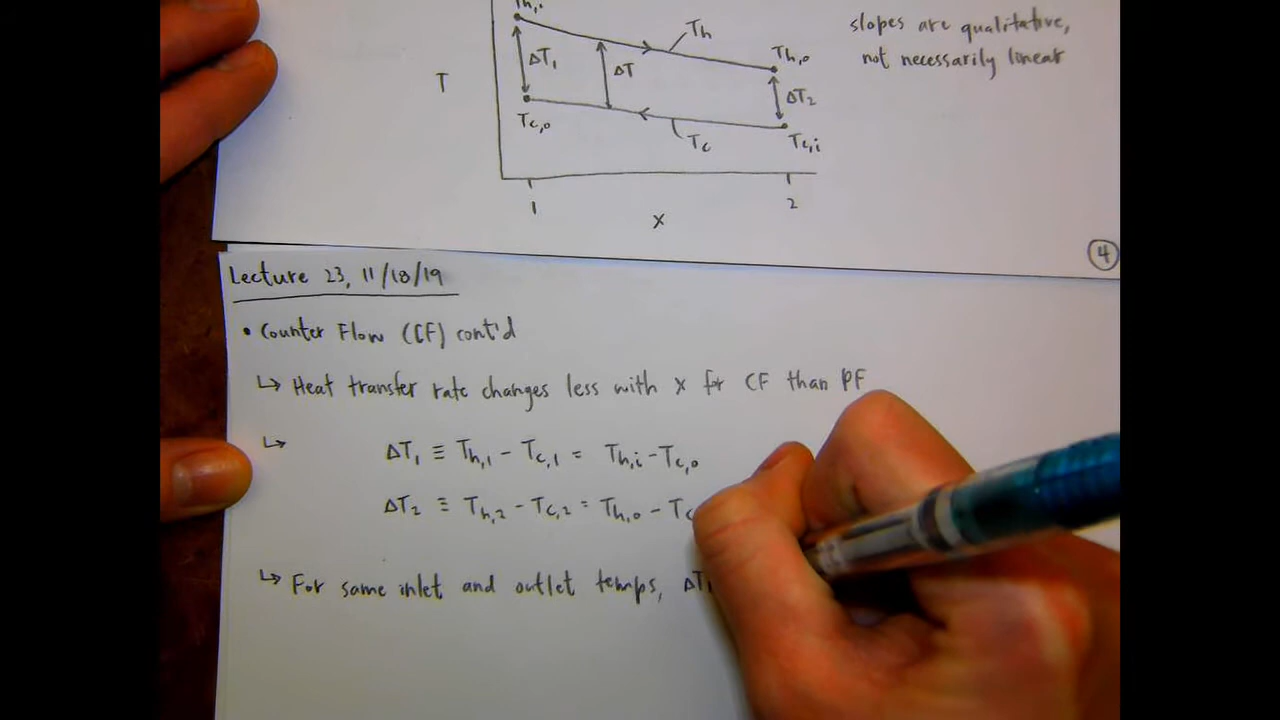 Th,i
slopes are qualitative,
not necessarily linear
Th
Th,o
ΔT1
ΔT
ΔT2
T
Tc,o
Tc
Tc,i
1
2
x
4
Lecture 23, 11/18/19
• Counter Flow (CF) cont'd
↳ Heat transfer rate changes less with x for CF than PF
↳ ΔT1 ≡ Th,1 - Tc,1 = Th,i - Tc,o
ΔT2 ≡ Th,2 - Tc,2 = Th,o - Tc
↳ For same inlet and outlet temps, ΔT